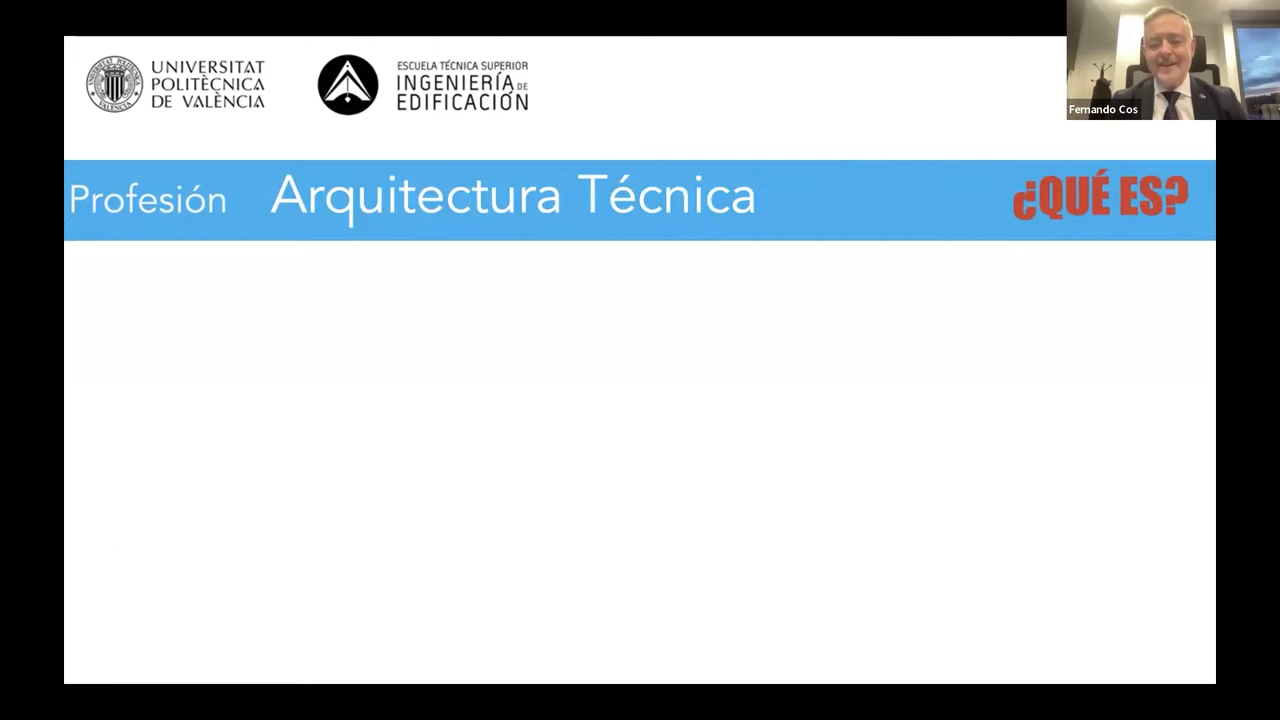 UNIVERSITAT
POLITÈCNICA
DE VALÈNCIA
ESCUELA TÉCNICA SUPERIOR
INGENIERÍA DE
EDIFICACIÓN
Fernando Cos
Profesión Arquitectura Técnica ¿QUÉ ES?